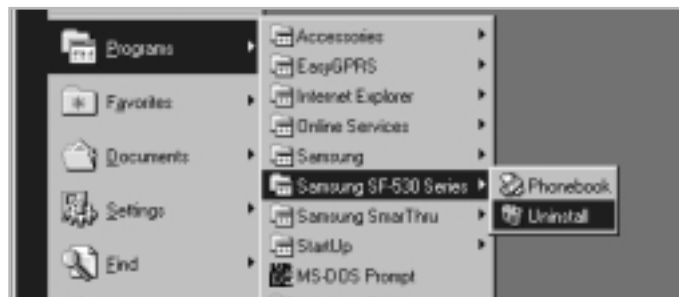 Programs
Favorites
Documents
Settings
Find
Accessories
EasyGPRS
Internet Explorer
Online Services
Samsung
Samsung SF-530 Series
Samsung SmarThru
StartUp
MS-DOS Prompt
Phonebook
Uninstall